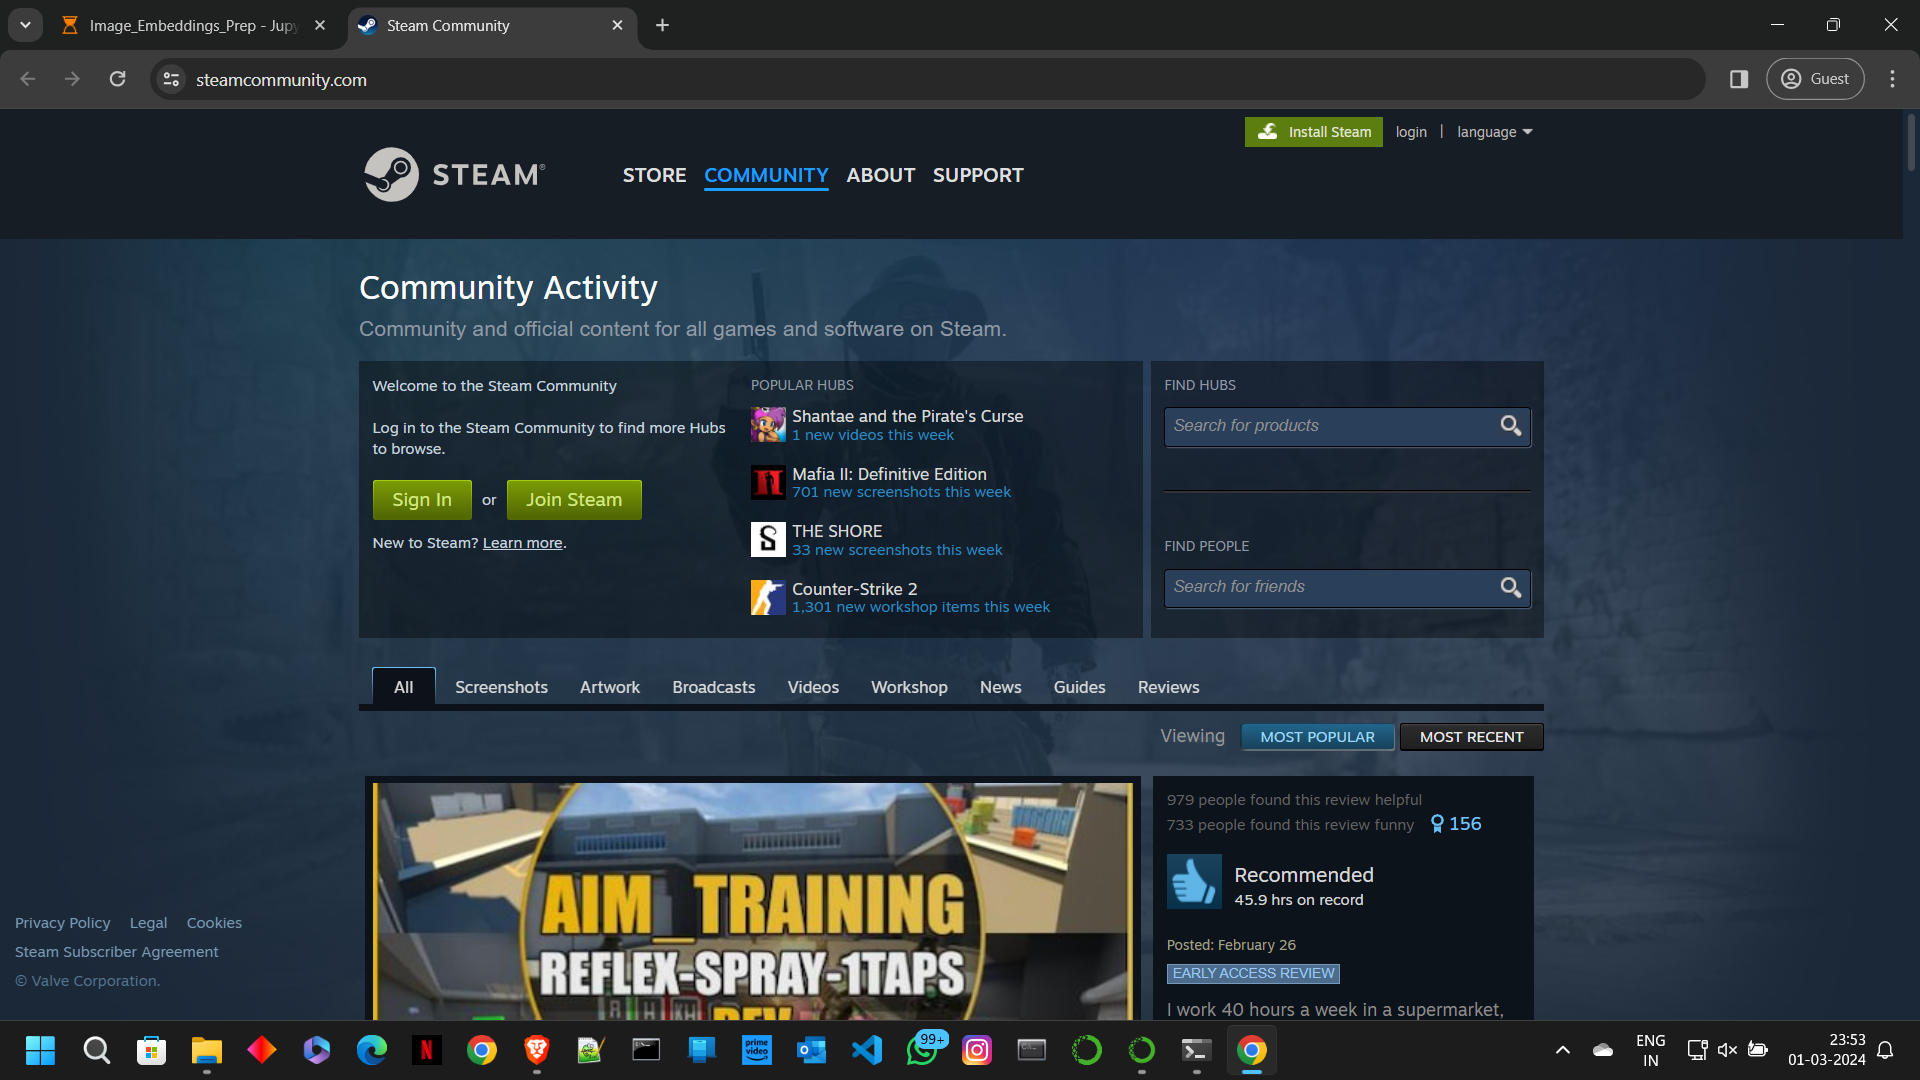 Image_Embeddings_Prep - Jupy
Steam Community
steamcommunity.com
Guest
Install Steam
login | language
STEAM®
STORE COMMUNITY ABOUT SUPPORT
Community Activity
Community and official content for all games and software on Steam.
Welcome to the Steam Community
Log in to the Steam Community to find more Hubs
to browse.
Sign In or Join Steam
New to Steam? Learn more.
POPULAR HUBS
Shantae and the Pirate's Curse
1 new videos this week
Mafia II: Definitive Edition
701 new screenshots this week
THE SHORE
33 new screenshots this week
Counter-Strike 2
1,301 new workshop items this week
FIND HUBS
Search for products
FIND PEOPLE
Search for friends
All Screenshots Artwork Broadcasts Videos Workshop News Guides Reviews
Viewing MOST POPULAR MOST RECENT
AIM_TRAINING
REFLEX-SPRAY-1TAPS
979 people found this review helpful
733 people found this review funny 156
Recommended
45.9 hrs on record
Posted: February 26
EARLY ACCESS REVIEW
I work 40 hours a week in a supermarket,
Privacy Policy Legal Cookies
Steam Subscriber Agreement
© Valve Corporation.
prime
video
99+
ENG
IN
23:53
01-03-2024